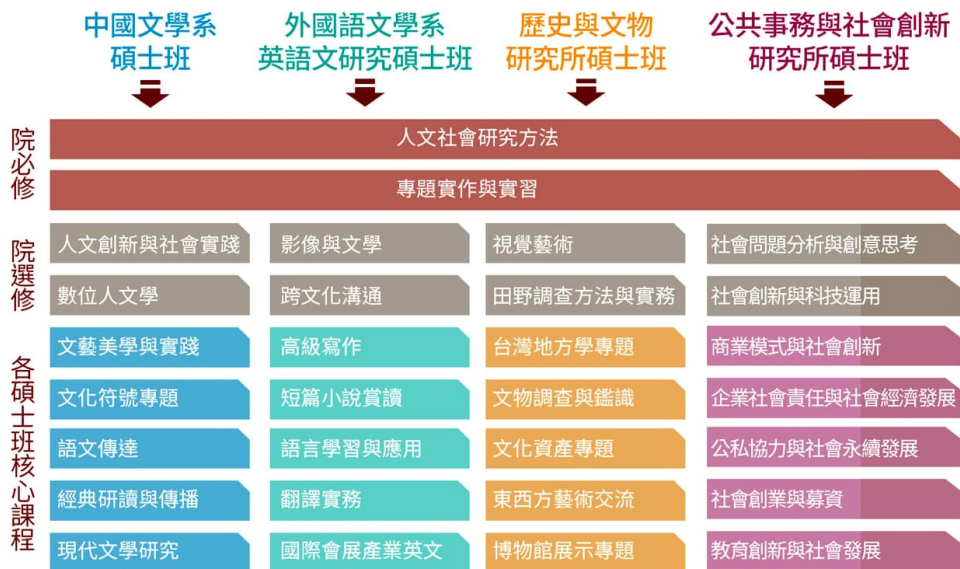 中國文學系
碩士班
外國語文學系
英語文研究碩士班
歷史與文物
研究所碩士班
公共事務與社會創新
研究所碩士班
院必修
人文社會研究方法
專題實作與實習
院選修
人文創新與社會實踐
影像與文學
視覺藝術
社會問題分析與創意思考
數位人文學
跨文化溝通
田野調查方法與實務
社會創新與科技運用
各碩士班核心課程
文藝美學與實踐
高級寫作
台灣地方學專題
商業模式與社會創新
文化符號專題
短篇小說賞讀
文物調查與鑑識
企業社會責任與社會經濟發展
語文傳達
語言學習與應用
文化資產專題
公私協力與社會永續發展
經典研讀與傳播
翻譯實務
東西方藝術交流
社會創業與募資
現代文學研究
國際會展產業英文
博物館展示專題
教育創新與社會發展